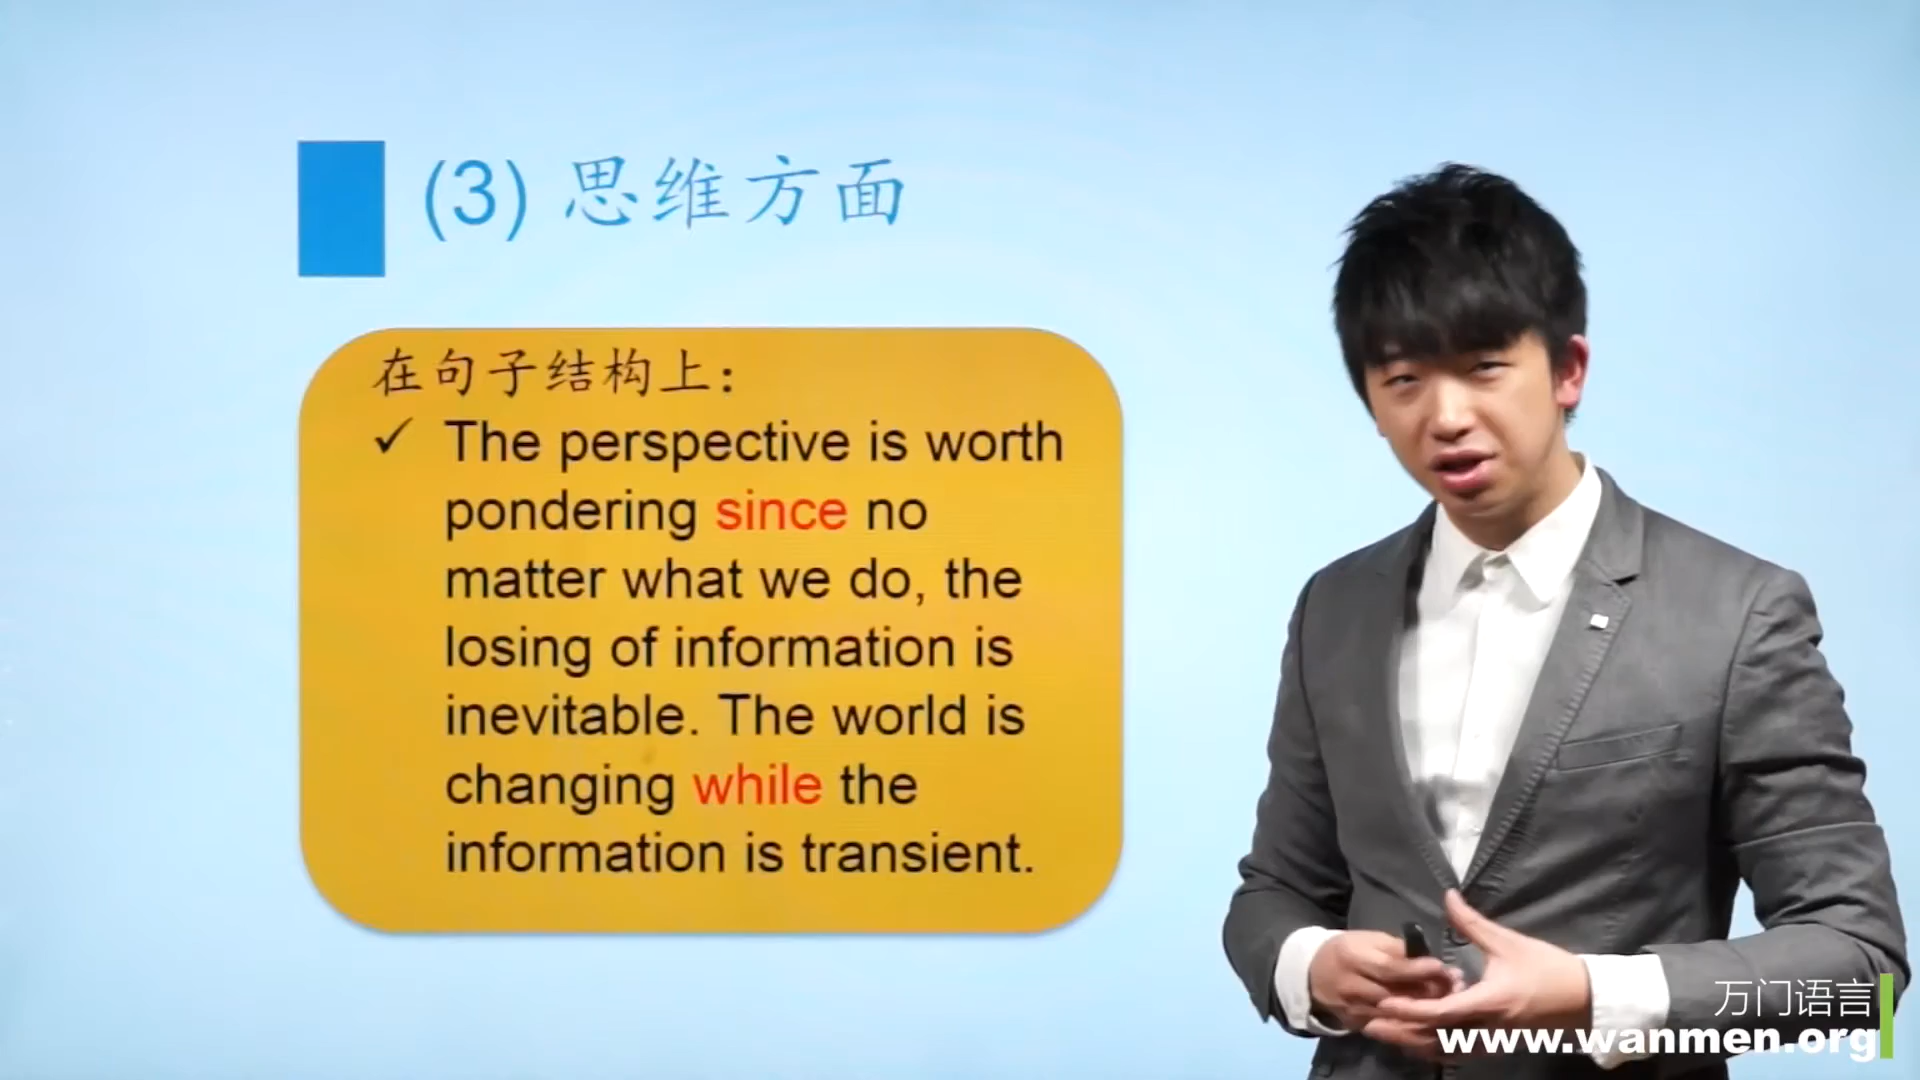 (3) 思维方面
在句子结构上:
✓ The perspective is worth
pondering since no
matter what we do, the
losing of information is
inevitable. The world is
changing while the
information is transient.
万门语言
www.wanmen.org